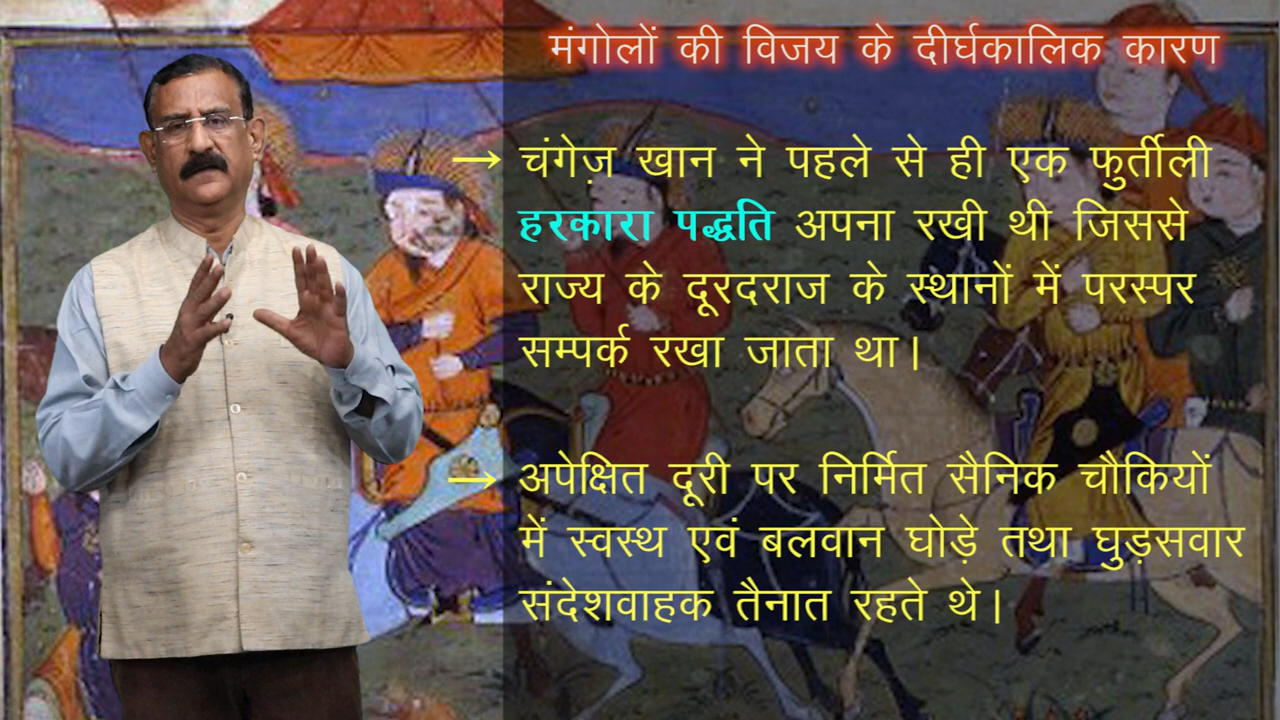 मंगोलों की विजय के दीर्घकालिक कारण
→ चंगेज़ खान ने पहले से ही एक फुर्तीली
हरकारा पद्धति अपना रखी थी जिससे
राज्य के दूरदराज के स्थानों में परस्पर
सम्पर्क रखा जाता था।
→ अपेक्षित दूरी पर निर्मित सैनिक चौकियों
में स्वस्थ एवं बलवान घोड़े तथा घुड़सवार
संदेशवाहक तैनात रहते थे।